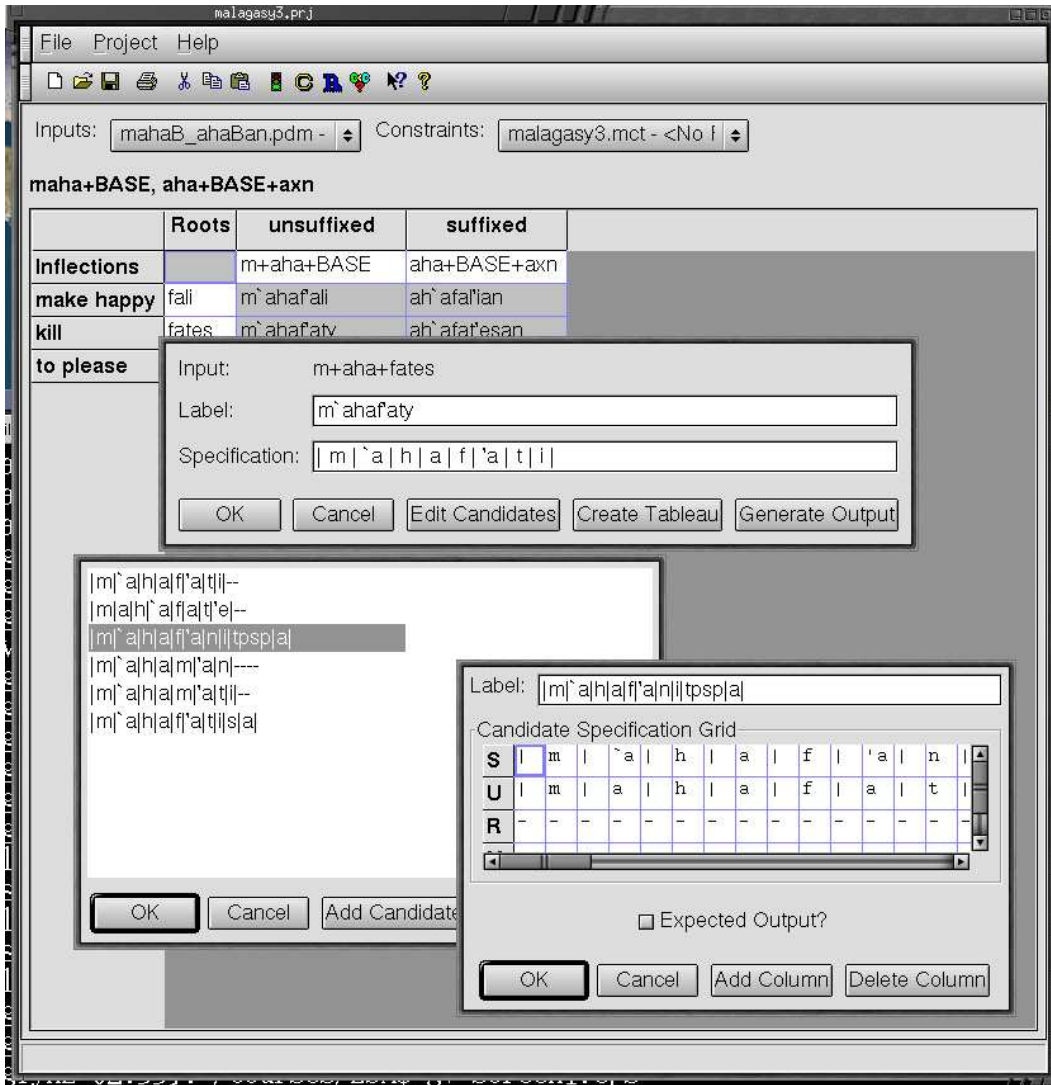 malagasy3.prj
File Project Help
Inputs: mahaB_ahaBan.pdm - Constraints: malagasy3.mct - <No F
maha+BASE, aha+BASE+axn
Roots unsuffixed suffixed
Inflections m+aha+BASE aha+BASE+axn
make happy fali m`ahaf'ali ah`afal'ian
kill fates m`ahaf'aty ah`afat'esan
to please
Input: m+aha+fates
Label: m`ahaf'aty
Specification: | m | `a | h | a | f | 'a | t | i |
OK Cancel Edit Candidates Create Tableau Generate Output
|m|`a|h|a|f|'a|t|i|--
|m|a|h|`a|f|a|t|'e|--
|m|`a|h|a|f|'a|n|i|tpsp|a|
|m|`a|h|a|m|'a|n|----
|m|`a|h|a|m|'a|t|i|--
|m|`a|h|a|f|'a|t|i|s|a|
OK Cancel Add Candidate
Label: |m|`a|h|a|f|'a|n|i|tpsp|a|
Candidate Specification Grid
S | m | `a | h | a | f | 'a | n |
U | m | a | h | a | f | a | t |
R - - - - - - - - - - - - - - -
Expected Output?
OK Cancel Add Column Delete Column